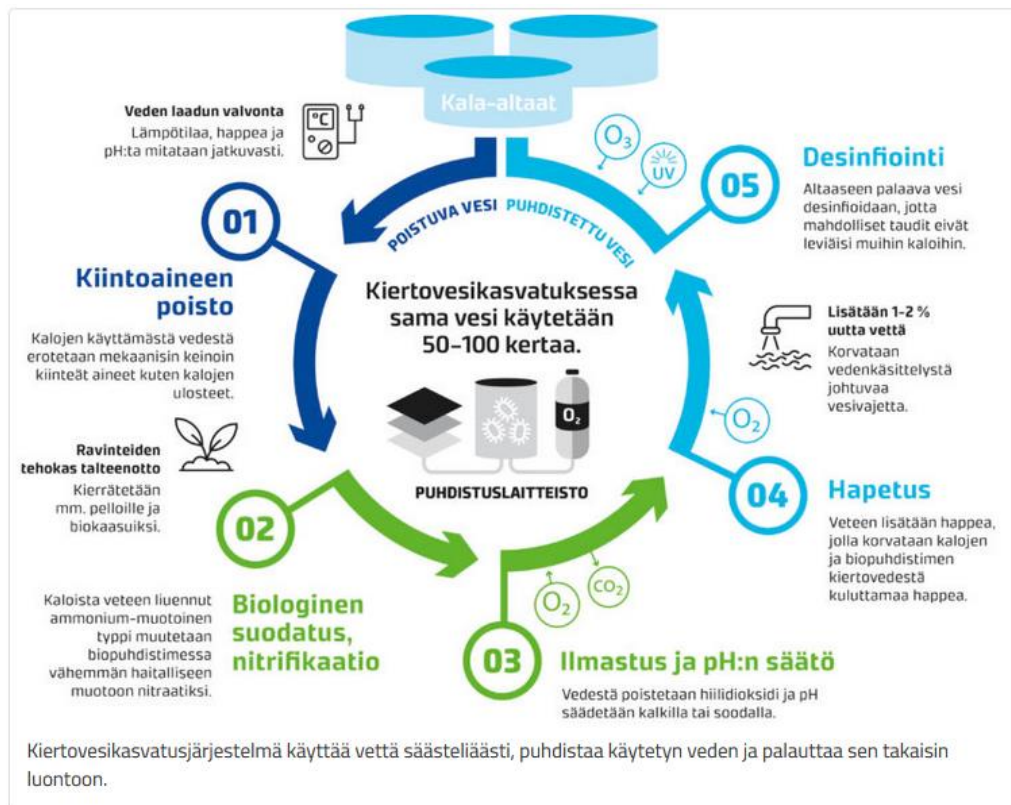 Kala-altaat
Veden laadun valvonta
Lämpötilaa, happea ja
pH:ta mitataan jatkuvasti.
°C
POISTUVA VESI
PUHDISTETTU VESI
O3
UV
01
Kiintoaineen
poisto
Kalojen käyttämästä vedestä
erotetaan mekaanisin keinoin
kiinteät aineet kuten kalojen
ulosteet.
Ravinteiden
tehokas talteenotto
Kierrätetään
mm. pelloille ja
biokaasuiksi.
02
Biologinen
suodatus,
nitrifikaatio
Kaloista veteen liuennut
ammonium-muotoinen
typpi muutetaan
biopuhdistimessa
vähemmän haitalliseen
muotoon nitraatiksi.
Kiertovesikasvatuksessa
sama vesi käytetään
50–100 kertaa.
O2
PUHDISTUSLAITTEISTO
O2
CO2
03
Ilmastus ja pH:n säätö
Vedestä poistetaan hiilidioksidi ja pH
säädetään kalkilla tai soodalla.
04
Hapetus
Veteen lisätään happea,
jolla korvataan kalojen
ja biopuhdistimen
kiertovedestä
kuluttamaa happea.
O2
Lisätään 1-2 %
uutta vettä
Korvataan
vedenkäsittelystä
johtuvaa
vesivajetta.
05
Desinfiointi
Altaaseen palaava vesi
desinfioidaan, jotta
mahdolliset taudit eivät
leviäisi muihin kaloihin.
Kiertovesikasvatusjärjestelmä käyttää vettä säästeliäästi, puhdistaa käytetyn veden ja palauttaa sen takaisin
luontoon.